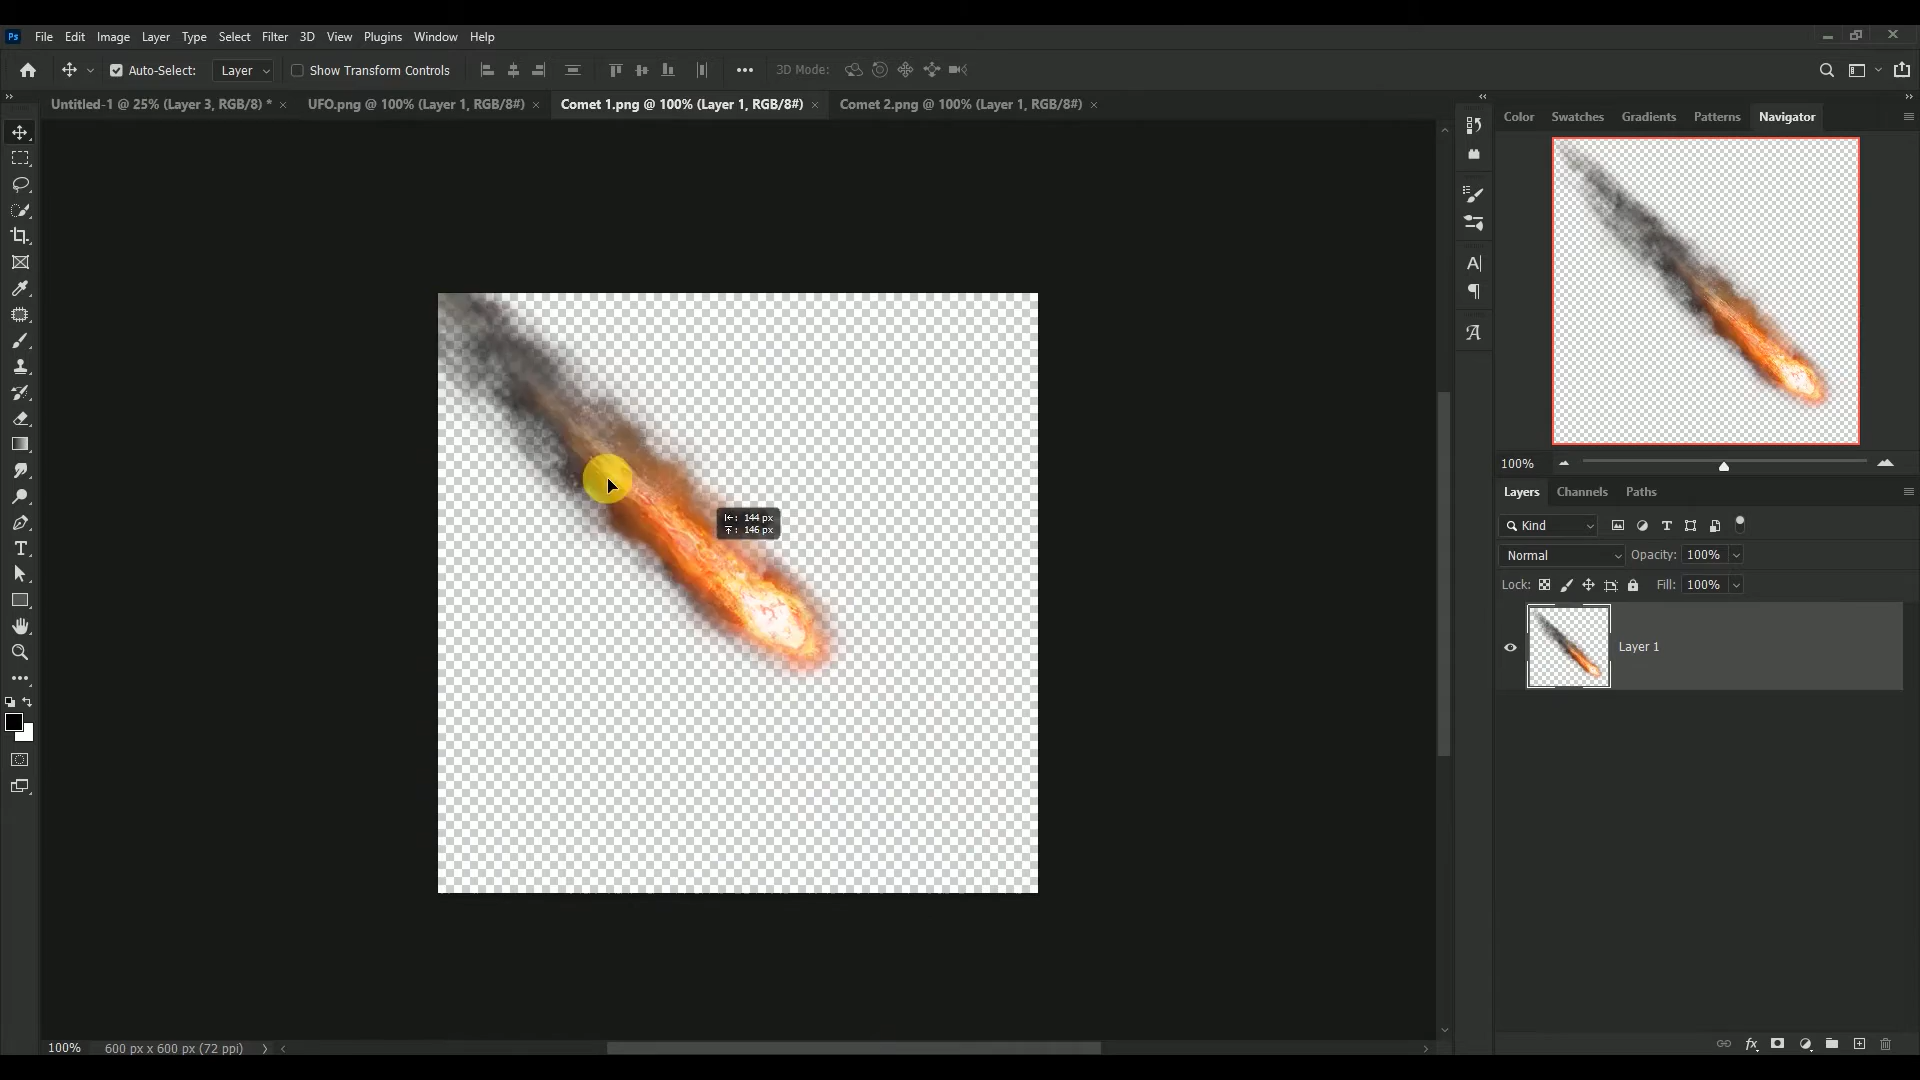 Ps File Edit Image Layer Type Select Filter 3D View Plugins Window Help
Auto-Select: Layer Show Transform Controls 3D Mode:
Untitled-1 @ 25% (Layer 3, RGB/8) * UFO.png @ 100% (Layer 1, RGB/8#) Comet 1.png @ 100% (Layer 1, RGB/8#) Comet 2.png @ 100% (Layer 1, RGB/8#)
Color Swatches Gradients Patterns Navigator
100%
Layers Channels Paths
Kind
Normal Opacity: 100%
Lock: Fill: 100%
Layer 1
144 px
146 px
100% 600 px x 600 px (72 ppi)